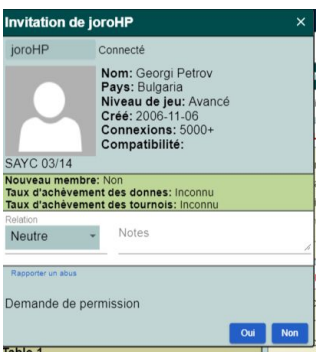 Invitation de joroHP ×
joroHP Connecté
Nom: Georgi Petrov
Pays: Bulgaria
Niveau de jeu: Avancé
Créé: 2006-11-06
Connexions: 5000+
Compatibilité:
SAYC 03/14
Nouveau membre: Non
Taux d'achèvement des donnes: Inconnu
Taux d'achèvement des tournois: Inconnu
Relation
Neutre Notes
Rapporter un abus
Demande de permission
Oui Non
Table 1